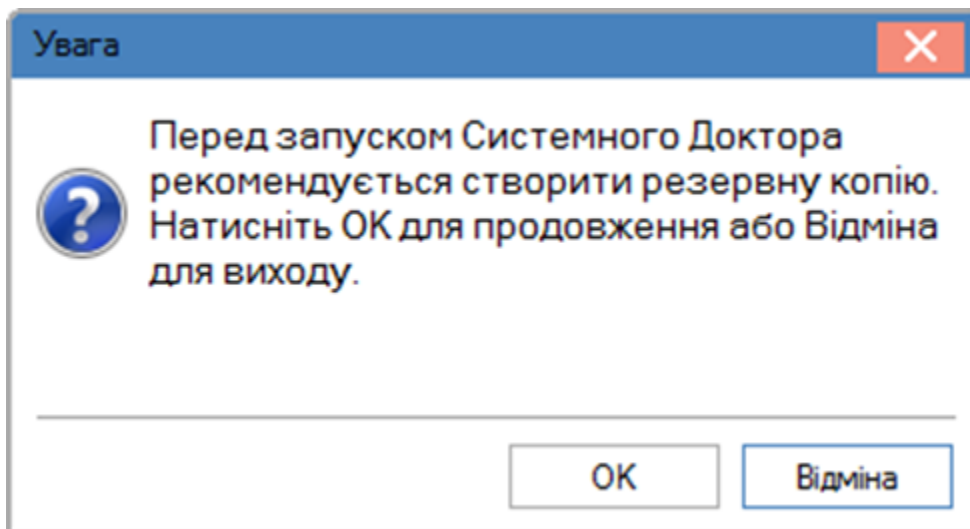 Увага
Перед запуском Системного Доктора
рекомендується створити резервну копію.
Натисніть ОК для продовження або Відміна
для виходу.
ОК
Відміна